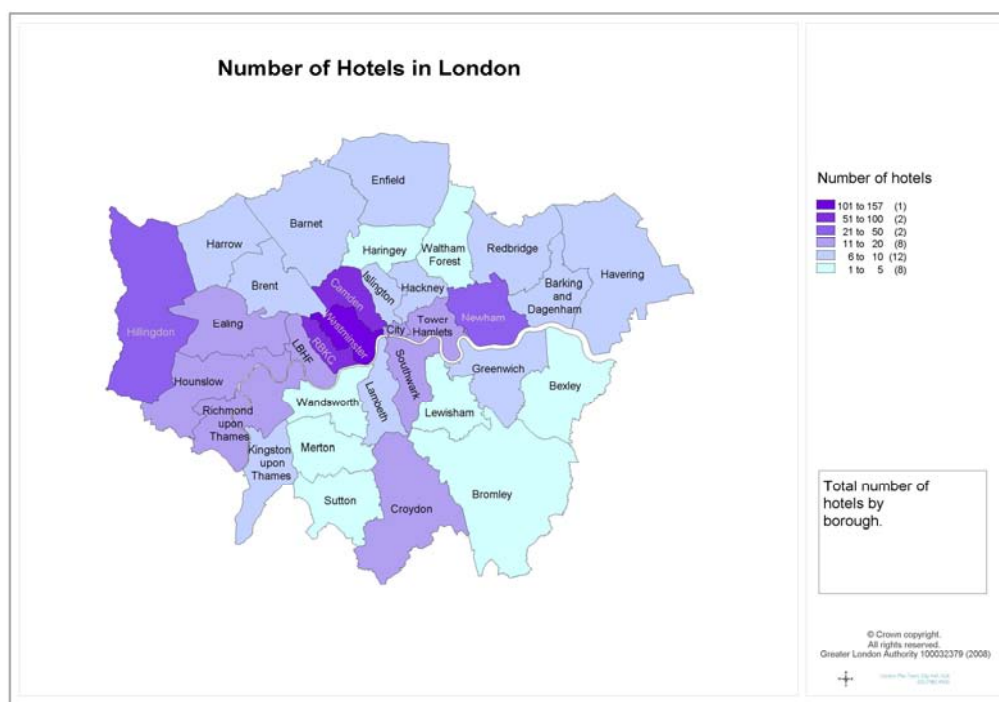 Number of Hotels in London
Enfield
Barnet
Harrow
Haringey
Waltham
Forest
Redbridge
Havering
Brent
Camden
Islington
Hackney
Barking
and
Dagenham
Hillingdon
Ealing
Westminster
City
Tower
Hamlets
Newham
LBHF
RBKC
Hounslow
Southwark
Greenwich
Bexley
Richmond
upon
Thames
Wandsworth
Lambeth
Lewisham
Kingston
upon
Thames
Merton
Sutton
Croydon
Bromley
Number of hotels
101 to 157 (1)
51 to 100 (2)
21 to 50 (2)
11 to 20 (8)
6 to 10 (12)
1 to 5 (8)
Total number of
hotels by
borough.
© Crown copyright.
All rights reserved.
Greater London Authority 100032379 (2008)